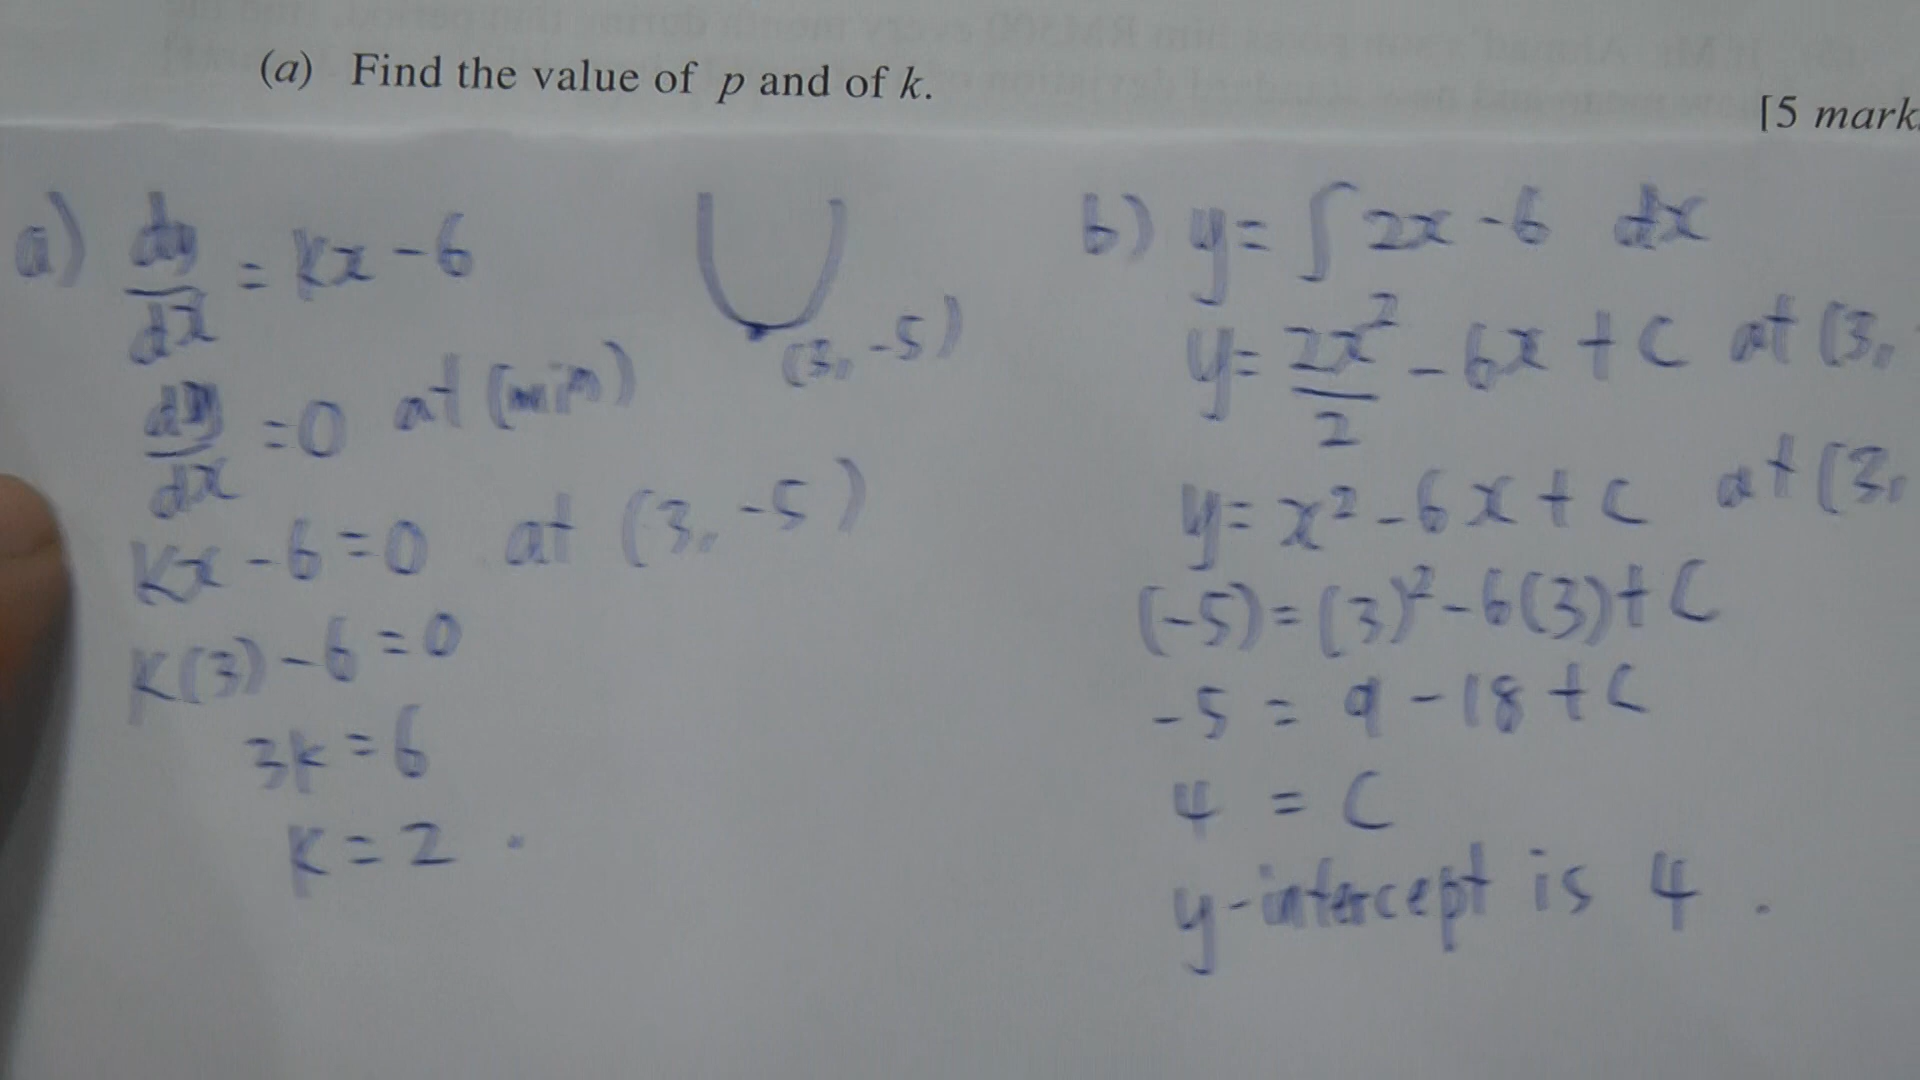 (a) Find the value of p and of k.
[5 mark
a) dy/dx = kx - 6
dy/dx = 0 at (min)
(3, -5)
kx - 6 = 0 at (3, -5)
k(3) - 6 = 0
3k = 6
k = 2 .
b) y = ∫ 2x - 6 dx
y = 2x²/2 - 6x + c at (3,
y = x² - 6x + c at (3,
(-5) = (3)² - 6(3) + C
-5 = 9 - 18 + C
4 = C
y-intercept is 4 .